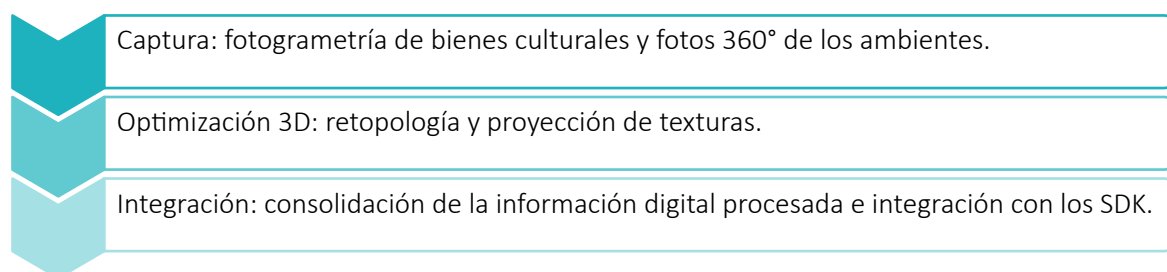 Captura: fotogrametría de bienes culturales y fotos 360° de los ambientes.
Optimización 3D: retopología y proyección de texturas.
Integración: consolidación de la información digital procesada e integración con los SDK.